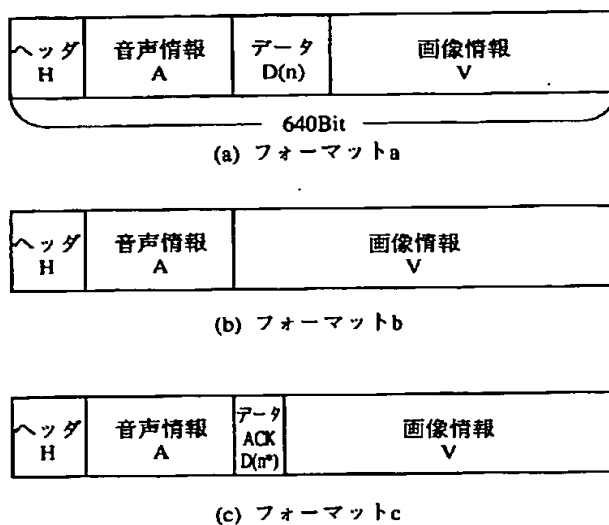 ヘッダ 音声情報 データ 画像情報
H A D(n) V
640Bit
(a) フォーマットa
ヘッダ 音声情報 画像情報
H A V
(b) フォーマットb
ヘッダ 音声情報 データ 画像情報
H A ACK V
D(n*)
(c) フォーマットc